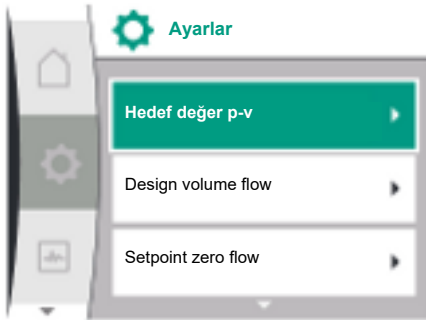 Ayarlar
Hedef değer p-v
Design volume flow
Setpoint zero flow